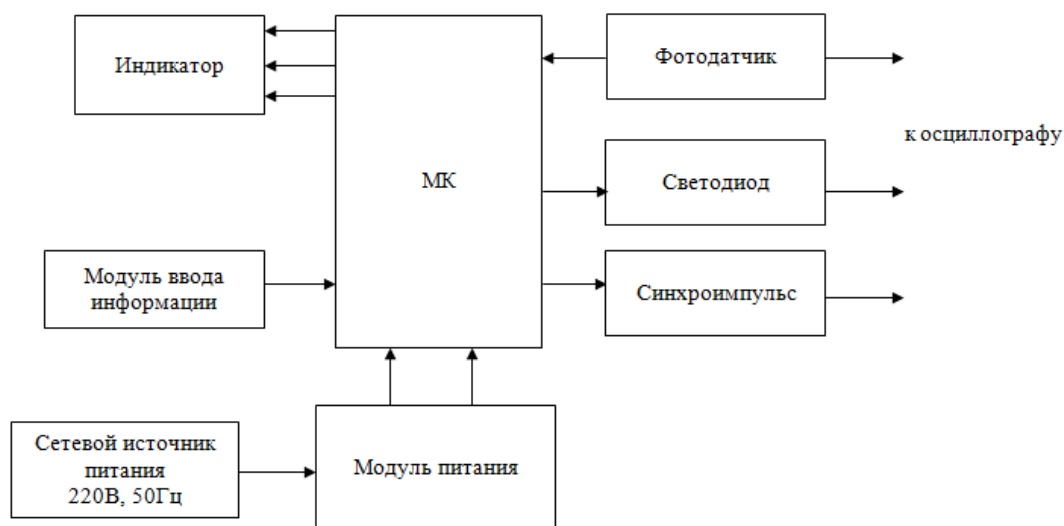 Индикатор
МК
Фотодатчик
к осциллографу
Светодиод
Модуль ввода
информации
Синхроимпульс
Сетевой источник
питания
220В, 50Гц
Модуль питания